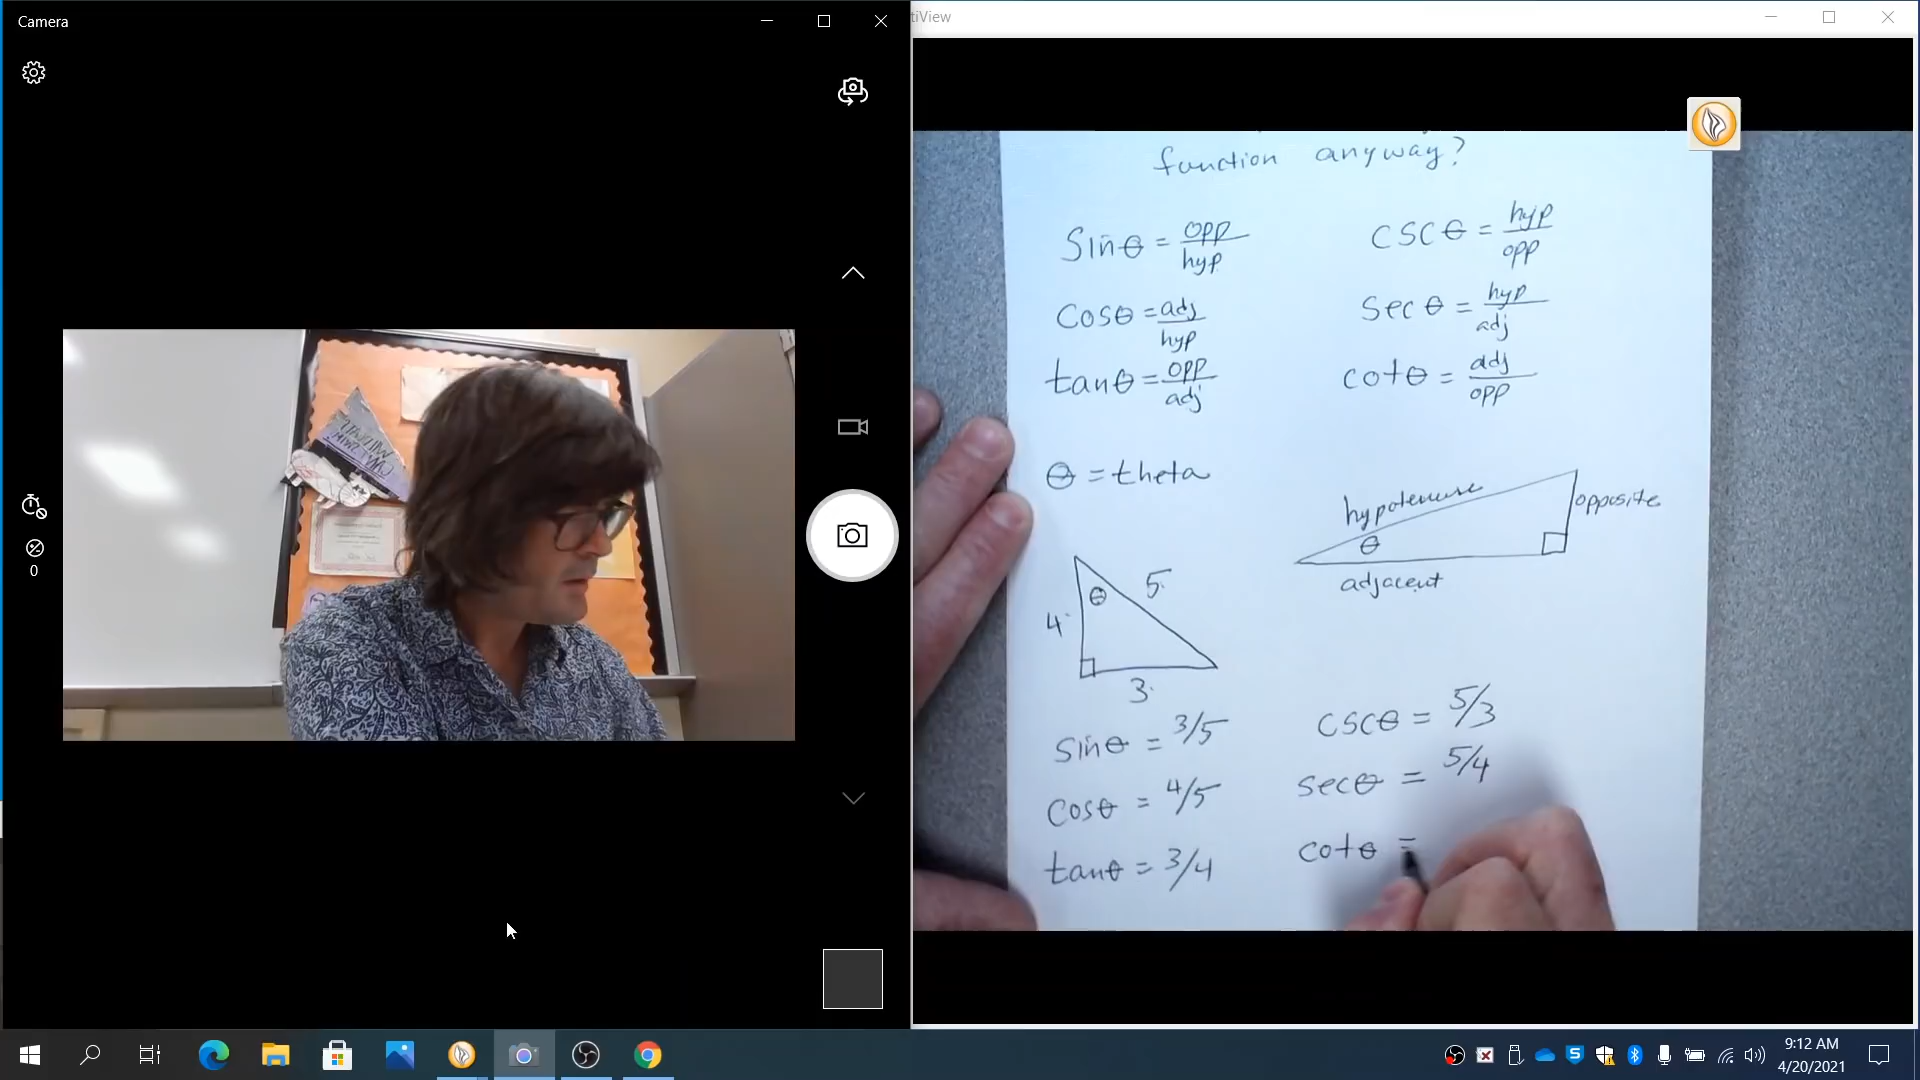 Camera
tiView
0
function anyway?
sinθ = opp/hyp
cscθ = hyp/opp
cosθ = adj/hyp
secθ = hyp/adj
tanθ = opp/adj
cotθ = adj/opp
θ = theta
hypotenuse
opposite
θ
adjacent
θ
5
4
3
sinθ = 3/5
cscθ = 5/3
cosθ = 4/5
secθ = 5/4
tanθ = 3/4
cotθ =
9:12 AM
4/20/2021